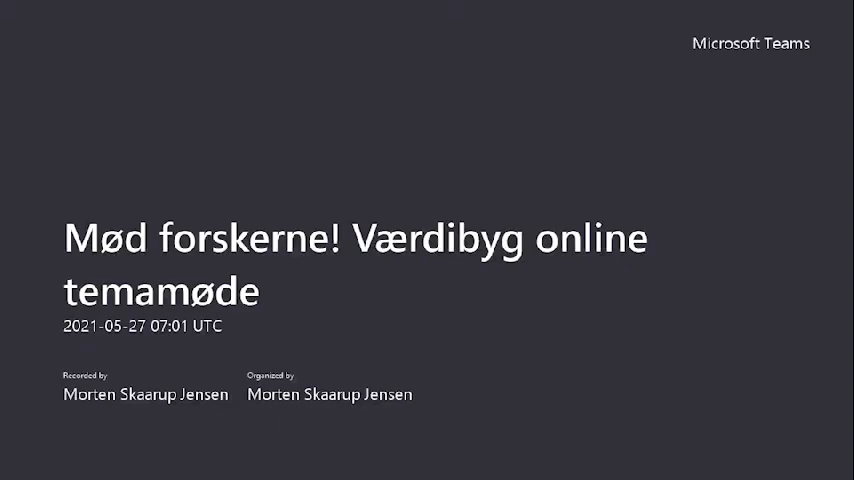 Microsoft Teams
Mød forskerne! Værdibyg online
temamøde
2021-05-27 07:01 UTC
Recorded by
Organized by
Morten Skaarup Jensen
Morten Skaarup Jensen